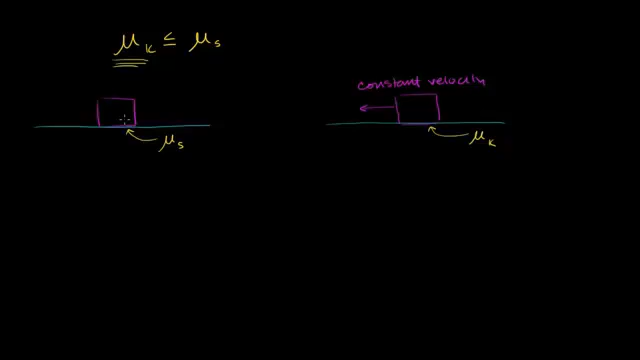 μk ≤ μs
constant velocity
μs
μk